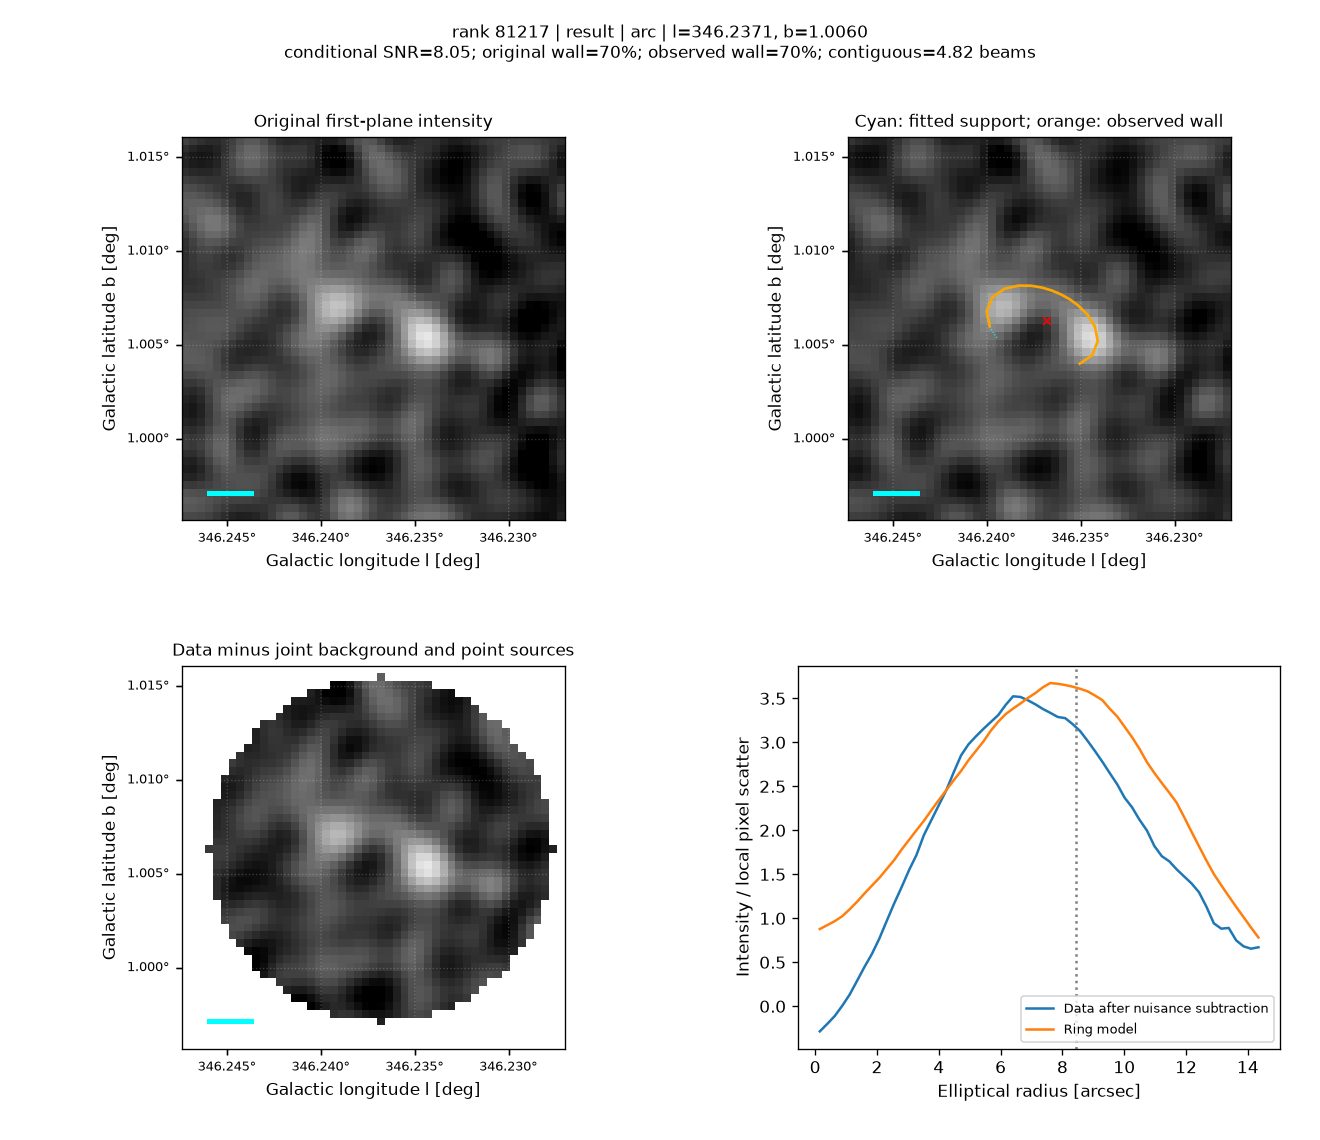 rank 81217 | result | arc | l=346.2371, b=1.0060
conditional SNR=8.05; original wall=70%; observed wall=70%; contiguous=4.82 beams
Original first-plane intensity
1.015°
1.010°
1.005°
1.000°
Galactic latitude b [deg]
346.245° 346.240° 346.235° 346.230°
Galactic longitude l [deg]
Cyan: fitted support; orange: observed wall
1.015°
1.010°
1.005°
1.000°
Galactic latitude b [deg]
346.245° 346.240° 346.235° 346.230°
Galactic longitude l [deg]
Data minus joint background and point sources
1.015°
1.010°
1.005°
1.000°
Galactic latitude b [deg]
346.245° 346.240° 346.235° 346.230°
Galactic longitude l [deg]
3.5
3.0
2.5
2.0
1.5
1.0
0.5
0.0
Intensity / local pixel scatter
Data after nuisance subtraction
Ring model
0 2 4 6 8 10 12 14
Elliptical radius [arcsec]